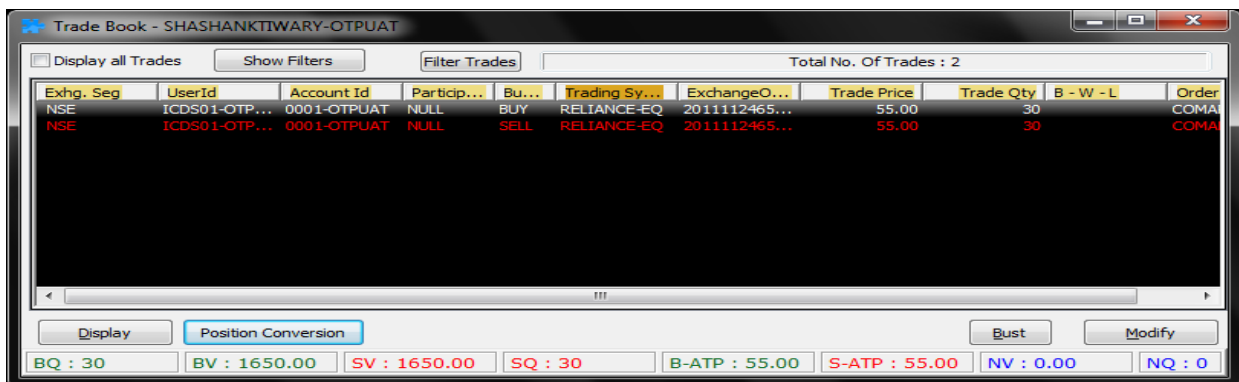 Trade Book - SHASHANKTIWARY-OTPUAT
Display all Trades Show Filters Filter Trades Total No. Of Trades : 2
Exhg. Seg UserId Account Id Particip... Bu... Trading Sy... ExchangeO... Trade Price Trade Qty B - W - L Order
NSE ICDS01-OTP... 0001-OTPUAT NULL BUY RELIANCE-EQ 2011112465... 55.00 30 COMA
NSE ICDS01-OTP... 0001-OTPUAT NULL SELL RELIANCE-EQ 2011112465... 55.00 30 COMA
Display Position Conversion Bust Modify
BQ : 30 BV : 1650.00 SV : 1650.00 SQ : 30 B-ATP : 55.00 S-ATP : 55.00 NV : 0.00 NQ : 0